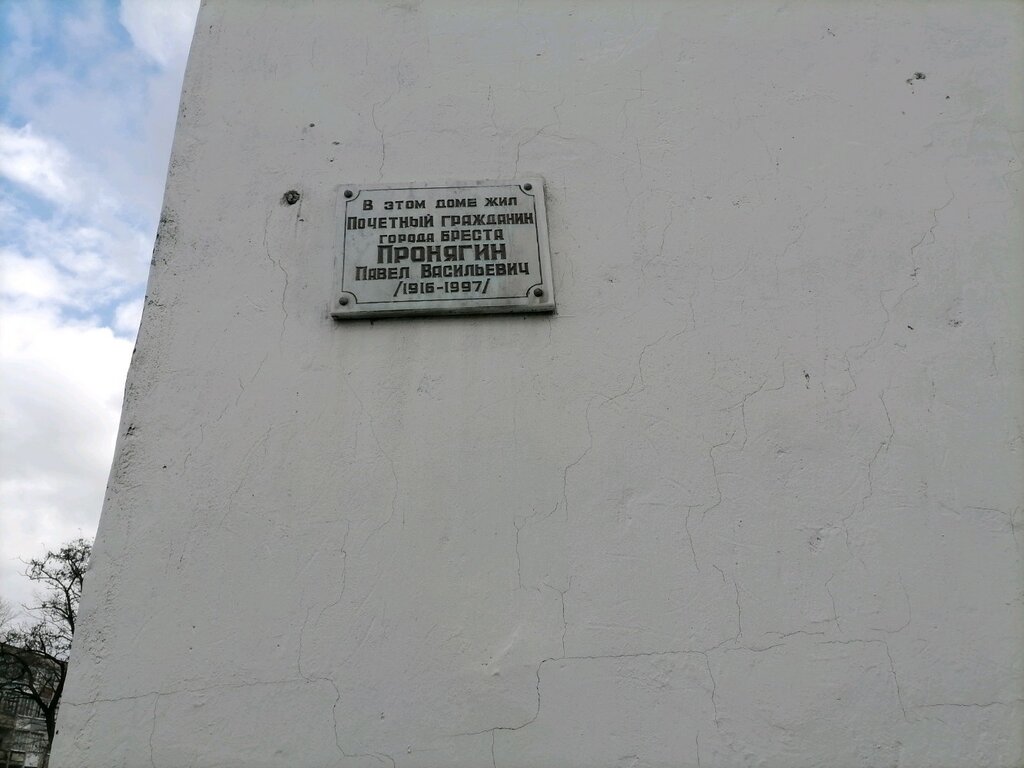 В этом доме жил
Почетный гражданин
города Бреста
Пронягин
Павел Васильевич
/1916-1997/